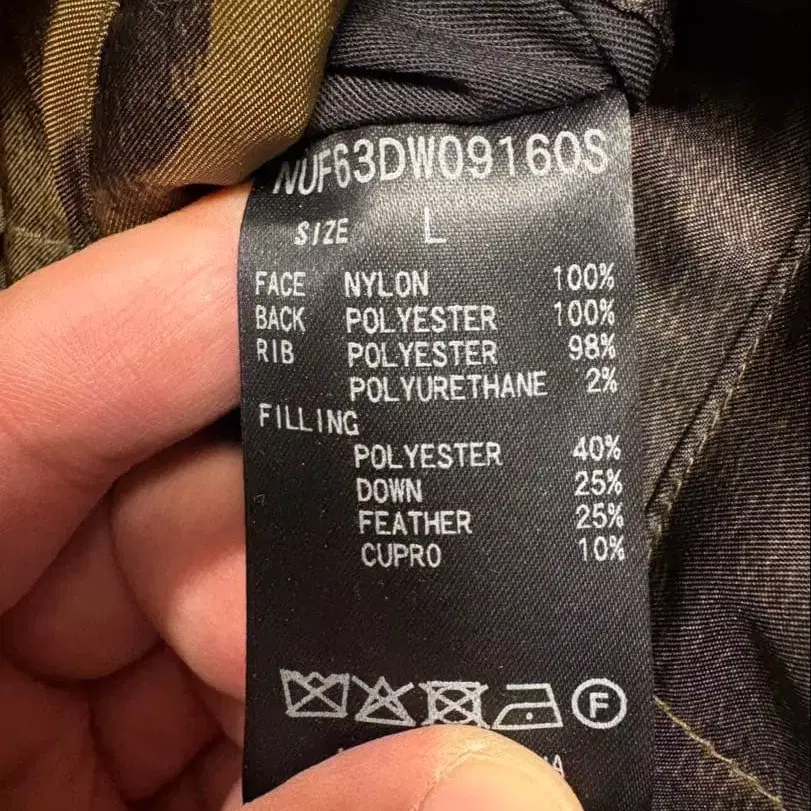 NUF63DW09160S
SIZE L
FACE NYLON 100%
BACK POLYESTER 100%
RIB POLYESTER 98%
POLYURETHANE 2%
FILLING
POLYESTER 40%
DOWN 25%
FEATHER 25%
CUPRO 10%
F